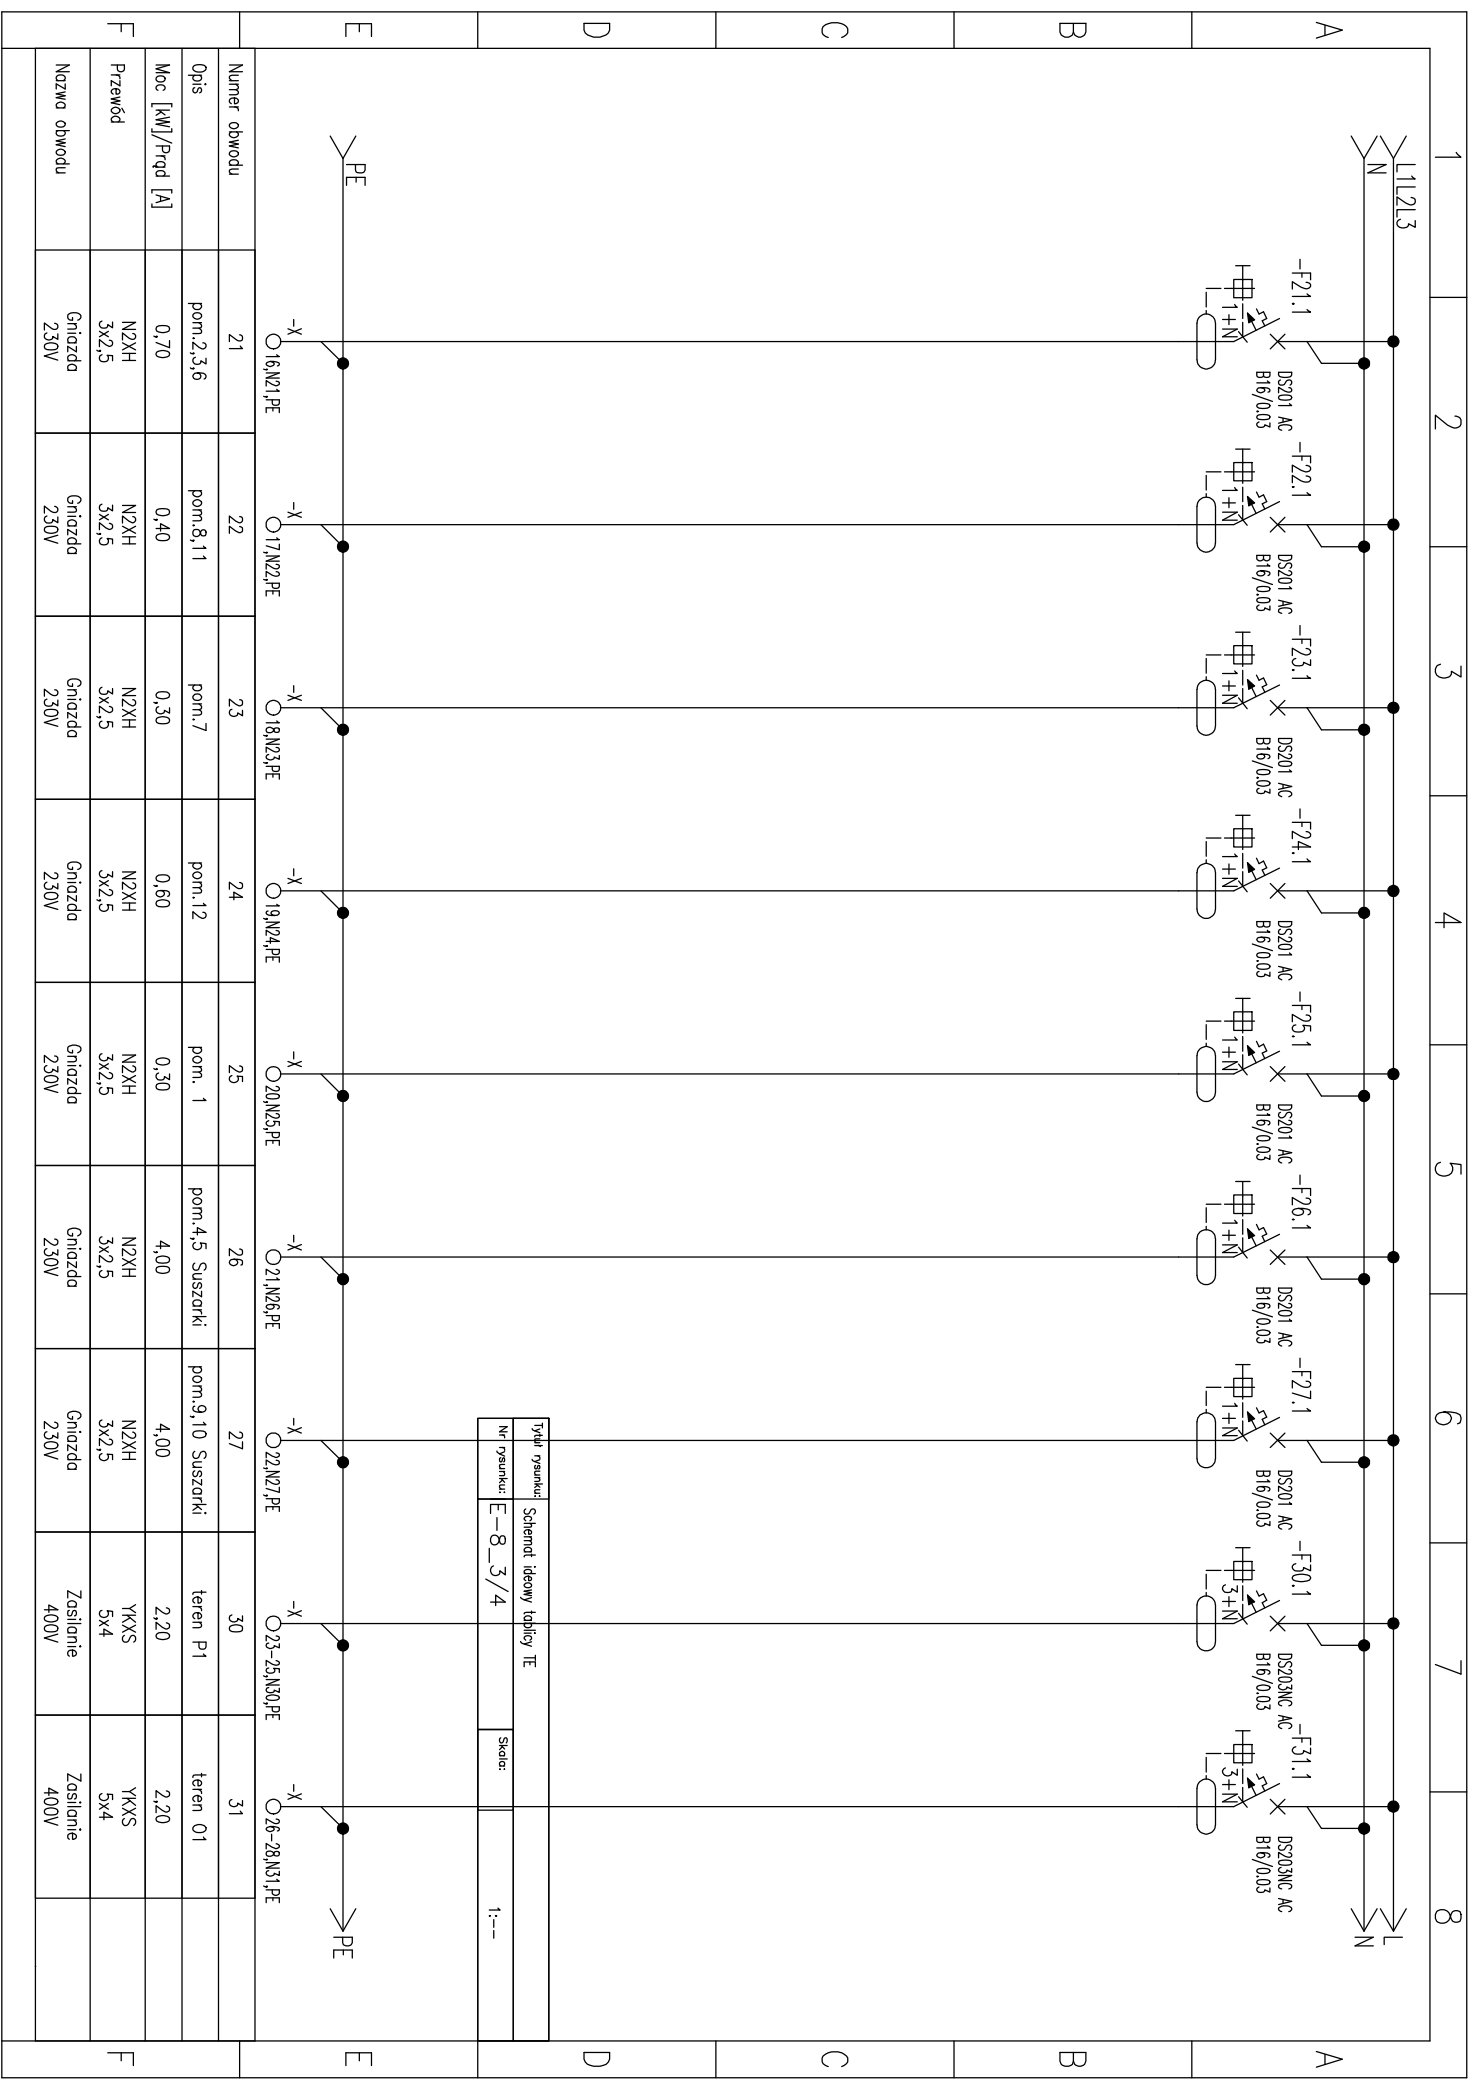 1 2 3 4 5 6 7 8
A B C D E F
A B C D E F
L1L2L3
N
L
N
-F21.1
1+N
DS201 AC
B16/0.03
-F22.1
1+N
DS201 AC
B16/0.03
-F23.1
1+N
DS201 AC
B16/0.03
-F24.1
1+N
DS201 AC
B16/0.03
-F25.1
1+N
DS201 AC
B16/0.03
-F26.1
1+N
DS201 AC
B16/0.03
-F27.1
1+N
DS201 AC
B16/0.03
-F30.1
3+N
DS203NC AC
B16/0.03
-F31.1
3+N
DS203NC AC
B16/0.03
Tytuł rysunku: Schemat ideowy tablicy TE
Nr rysunku: E-8_3/4 Skala: 1:--
PE
PE
-X -X -X -X -X -X -X -X -X
16,N21,PE 17,N22,PE 18,N23,PE 19,N24,PE 20,N25,PE 21,N26,PE 22,N27,PE 23-25,N30,PE 26-28,N31,PE
Numer obwodu 21 22 23 24 25 26 27 30 31
Opis pom.2,3,6 pom.8,11 pom.7 pom.12 pom. 1 pom.4,5 Suszarki pom.9,10 Suszarki teren P1 teren O1
Moc [kW]/Prąd [A] 0,70 0,40 0,30 0,60 0,30 4,00 4,00 2,20 2,20
Przewód N2XH N2XH N2XH N2XH N2XH N2XH N2XH YKXS YKXS
3x2,5 3x2,5 3x2,5 3x2,5 3x2,5 3x2,5 3x2,5 5x4 5x4
Nazwa obwodu Gniazda Gniazda Gniazda Gniazda Gniazda Gniazda Gniazda Zasilanie Zasilanie
230V 230V 230V 230V 230V 230V 230V 400V 400V